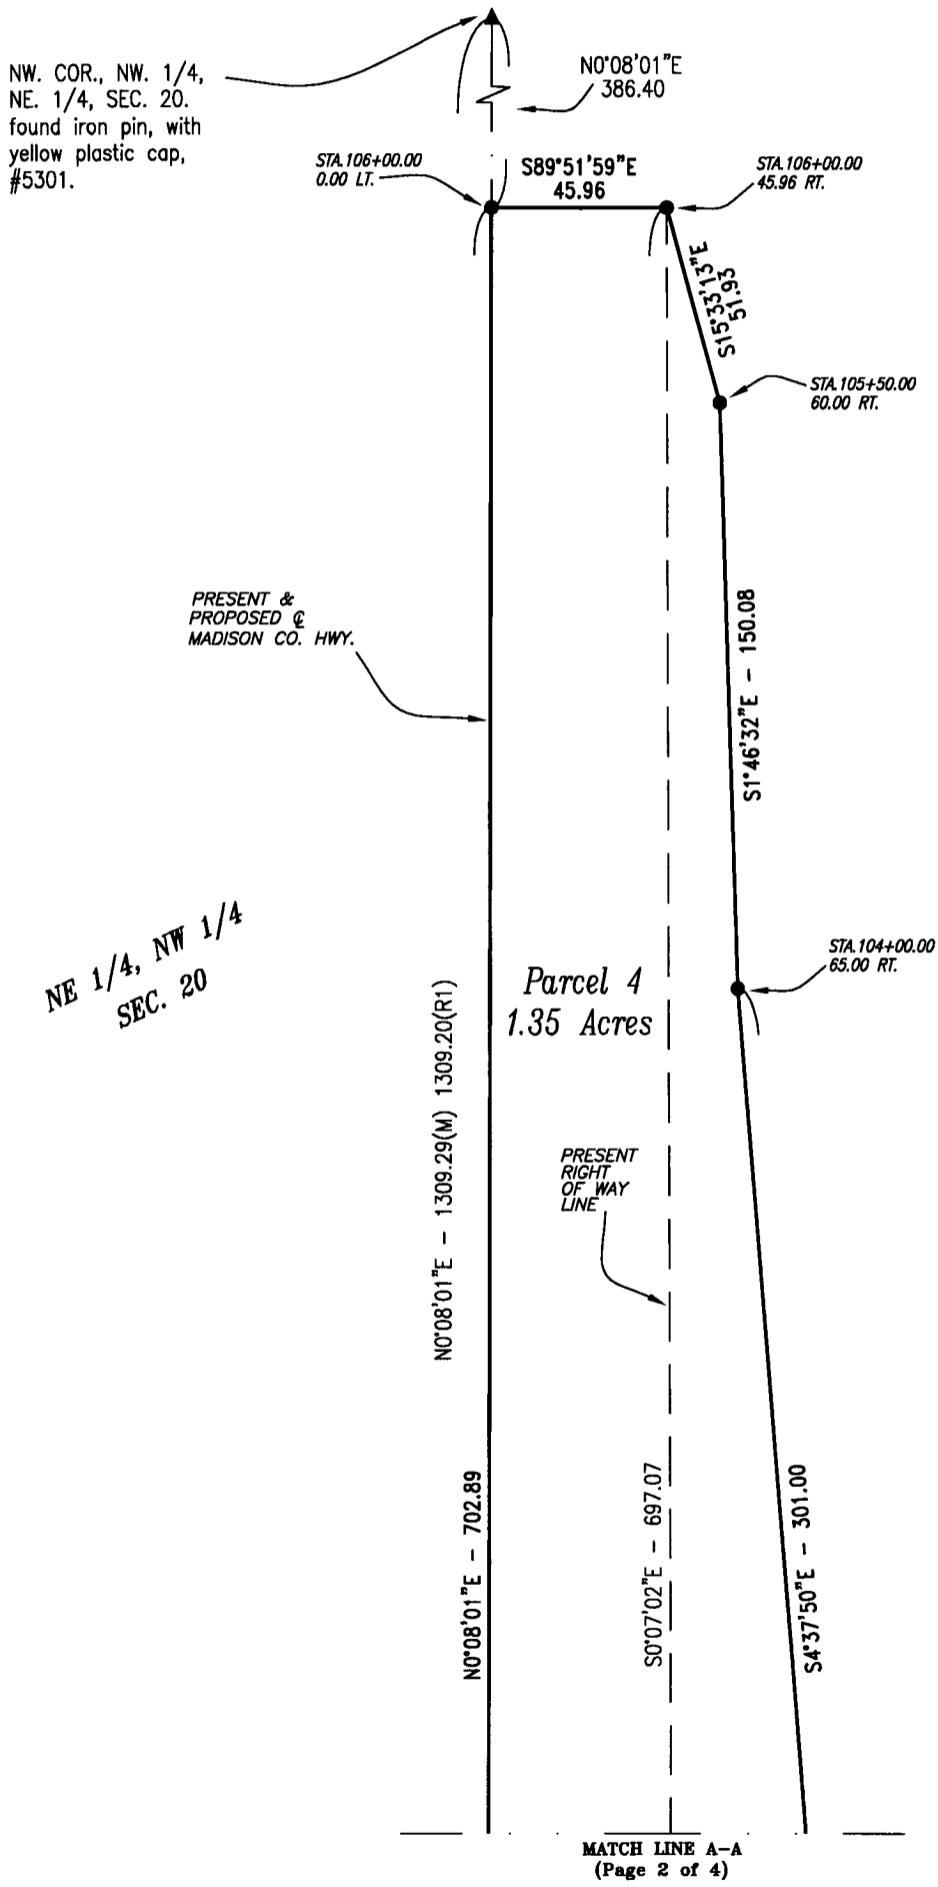 NW. COR., NW. 1/4,
NE. 1/4, SEC. 20.
found iron pin, with
yellow plastic cap,
#5301.
N0°08'01"E
386.40
STA.106+00.00
0.00 LT.
S89°51'59"E
45.96
STA.106+00.00
45.96 RT.
S15°33'13"E
51.93
STA.105+50.00
60.00 RT.
PRESENT &
PROPOSED ℄
MADISON CO. HWY.
S1°46'32"E - 150.08
NE 1/4, NW 1/4
SEC. 20
STA.104+00.00
65.00 RT.
Parcel 4
1.35 Acres
N0°08'01"E - 1309.29(M) 1309.20(R1)
PRESENT
RIGHT
OF WAY
LINE
N0°08'01"E - 702.89
S0°07'02"E - 697.07
S4°37'50"E - 301.00
MATCH LINE A-A
(Page 2 of 4)